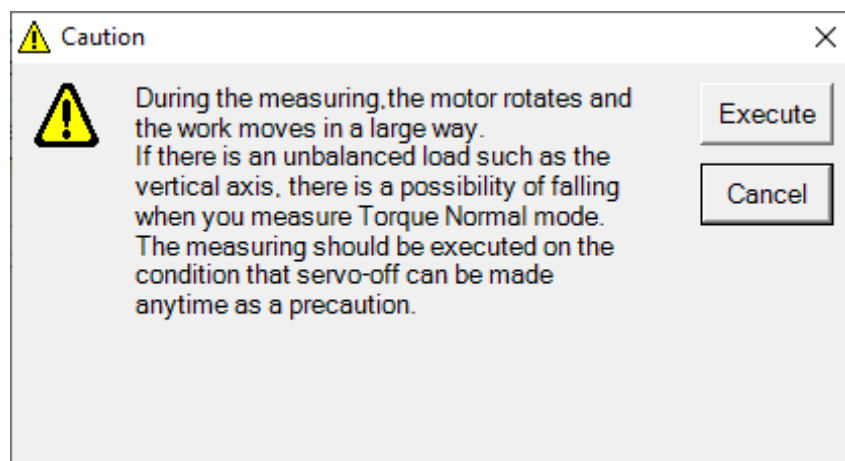 Caution
During the measuring,the motor rotates and
the work moves in a large way.
If there is an unbalanced load such as the
vertical axis, there is a possibility of falling
when you measure Torque Normal mode.
The measuring should be executed on the
condition that servo-off can be made
anytime as a precaution.
Execute
Cancel